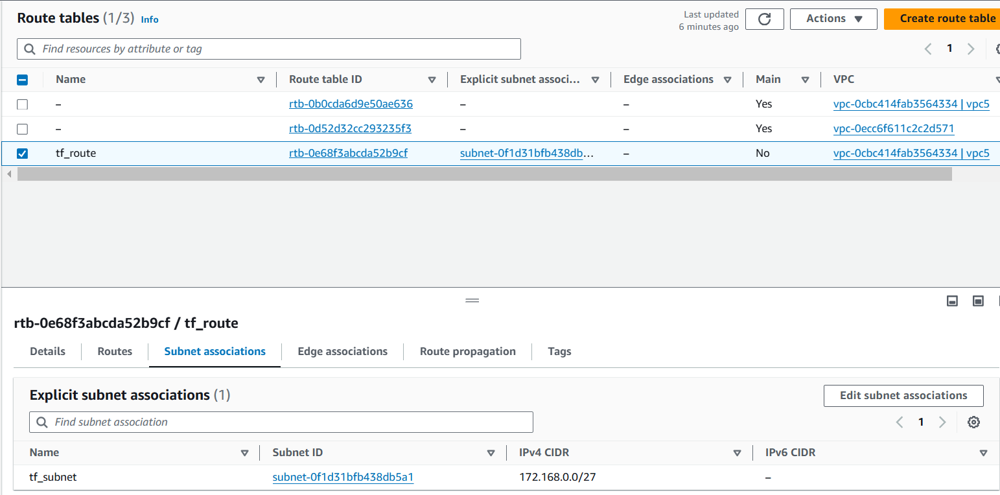 Route tables (1/3) Info
Last updated
6 minutes ago
Actions
Create route table
Find resources by attribute or tag
1
Name Route table ID Explicit subnet associ... Edge associations Main VPC
– rtb-0b0cda6d9e50ae636 – – Yes vpc-0cbc414fab3564334 | vpc5
– rtb-0d52d32cc293235f3 – – Yes vpc-0ecc6f611c2c2d571
tf_route rtb-0e68f3abcda52b9cf subnet-0f1d31bfb438db... – No vpc-0cbc414fab3564334 | vpc5
rtb-0e68f3abcda52b9cf / tf_route
Details Routes Subnet associations Edge associations Route propagation Tags
Explicit subnet associations (1)
Edit subnet associations
Find subnet association
1
Name Subnet ID IPv4 CIDR IPv6 CIDR
tf_subnet subnet-0f1d31bfb438db5a1 172.168.0.0/27 –